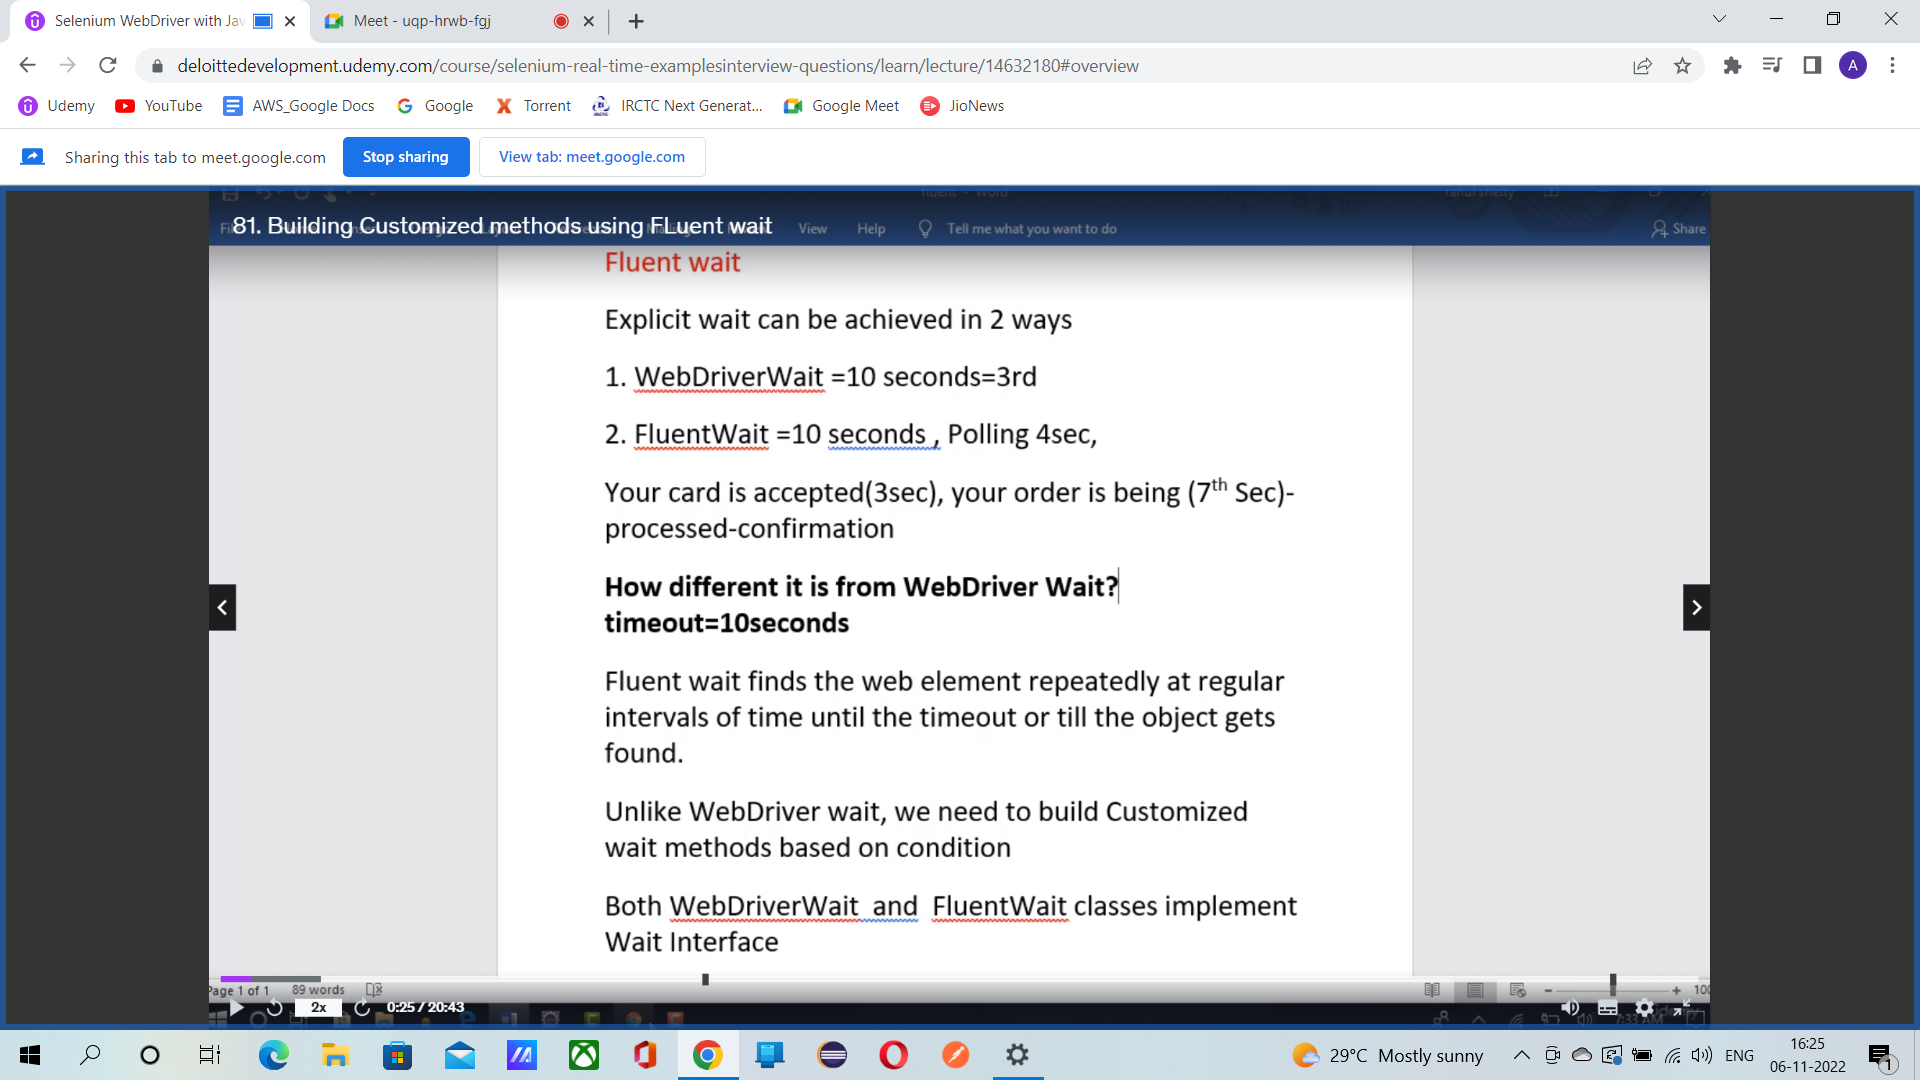 Selenium WebDriver with Jav
Meet - uqp-hrwb-fgj
deloittedevelopment.udemy.com/course/selenium-real-time-examplesinterview-questions/learn/lecture/14632180#overview
A
Udemy YouTube AWS_Google Docs Google Torrent IRCTC Next Generat... Google Meet JioNews
Sharing this tab to meet.google.com Stop sharing View tab: meet.google.com
fluent - Word
rahul shetty
81. Building Customized methods using FLuent wait
View Help Tell me what you want to do Share
Fluent wait
Explicit wait can be achieved in 2 ways
1. WebDriverWait =10 seconds=3rd
2. FluentWait =10 seconds , Polling 4sec,
Your card is accepted(3sec), your order is being (7th Sec)-
processed-confirmation
How different it is from WebDriver Wait?
timeout=10seconds
Fluent wait finds the web element repeatedly at regular
intervals of time until the timeout or till the object gets
found.
Unlike WebDriver wait, we need to build Customized
wait methods based on condition
Both WebDriverWait and FluentWait classes implement
Wait Interface
Page 1 of 1 89 words
2x 0:25 / 20:43
7:33 AM
29°C Mostly sunny
ENG
16:25
06-11-2022
1